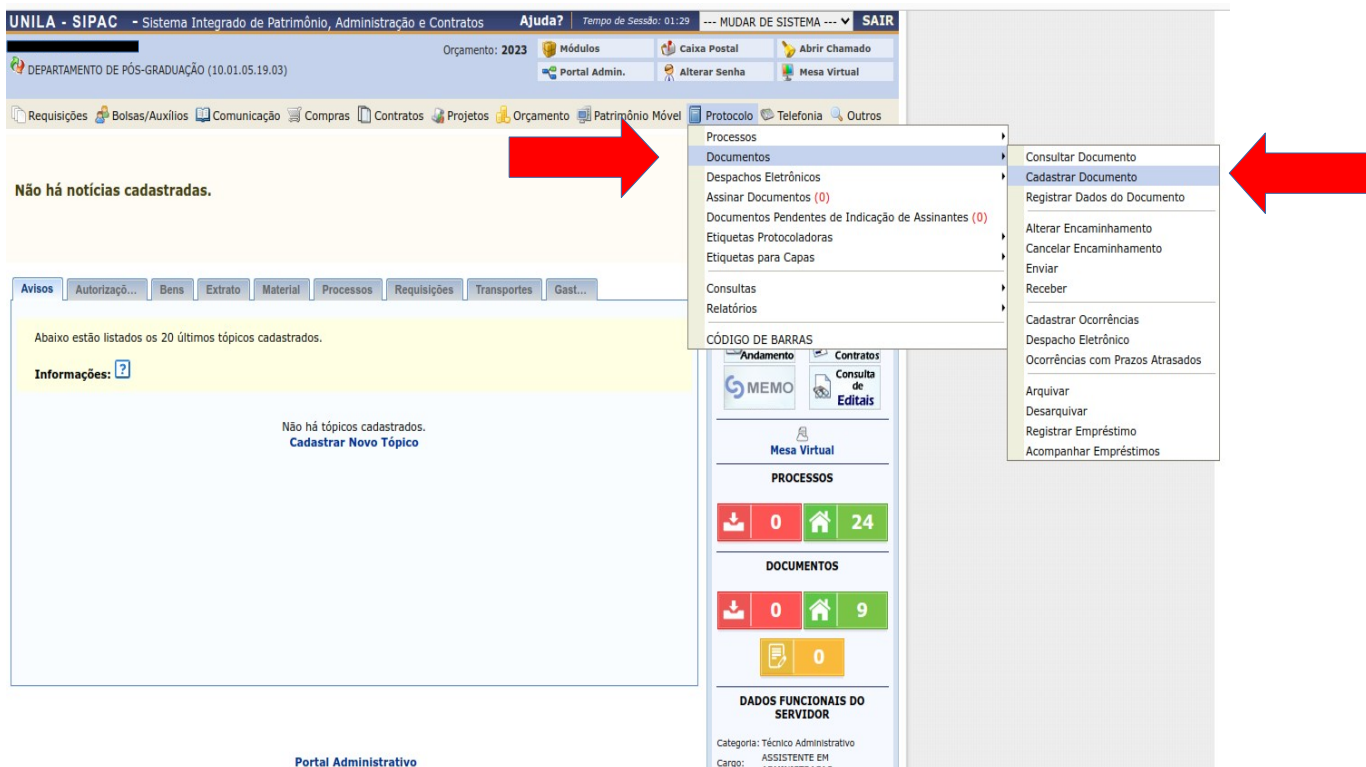 UNILA - SIPAC - Sistema Integrado de Patrimônio, Administração e Contratos Ajuda? Tempo de Sessão: 01:29 --- MUDAR DE SISTEMA --- SAIR
Orçamento: 2023 Módulos Caixa Postal Abrir Chamado
DEPARTAMENTO DE PÓS-GRADUAÇÃO (10.01.05.19.03) Portal Admin. Alterar Senha Mesa Virtual
Requisições Bolsas/Auxílios Comunicação Compras Contratos Projetos Orçamento Patrimônio Móvel Protocolo Telefonia Outros
Processos
Documentos
Despachos Eletrônicos
Assinar Documentos (0)
Documentos Pendentes de Indicação de Assinantes (0)
Etiquetas Protocoladoras
Etiquetas para Capas
Consultas
Relatórios
CÓDIGO DE BARRAS
Consultar Documento
Cadastrar Documento
Registrar Dados do Documento
Alterar Encaminhamento
Cancelar Encaminhamento
Enviar
Receber
Cadastrar Ocorrências
Despacho Eletrônico
Ocorrências com Prazos Atrasados
Arquivar
Desarquivar
Registrar Empréstimo
Acompanhar Empréstimos
Não há notícias cadastradas.
Avisos Autorizaçõ... Bens Extrato Material Processos Requisições Transportes Gast...
Abaixo estão listados os 20 últimos tópicos cadastrados.
Informações: ?
Não há tópicos cadastrados.
Cadastrar Novo Tópico
Andamento Contratos
MEMO Consulta
de
Editais
Mesa Virtual
PROCESSOS
0 24
DOCUMENTOS
0 9
0
DADOS FUNCIONAIS DO
SERVIDOR
Categoria: Técnico Administrativo
Cargo: ASSISTENTE EM
Portal Administrativo